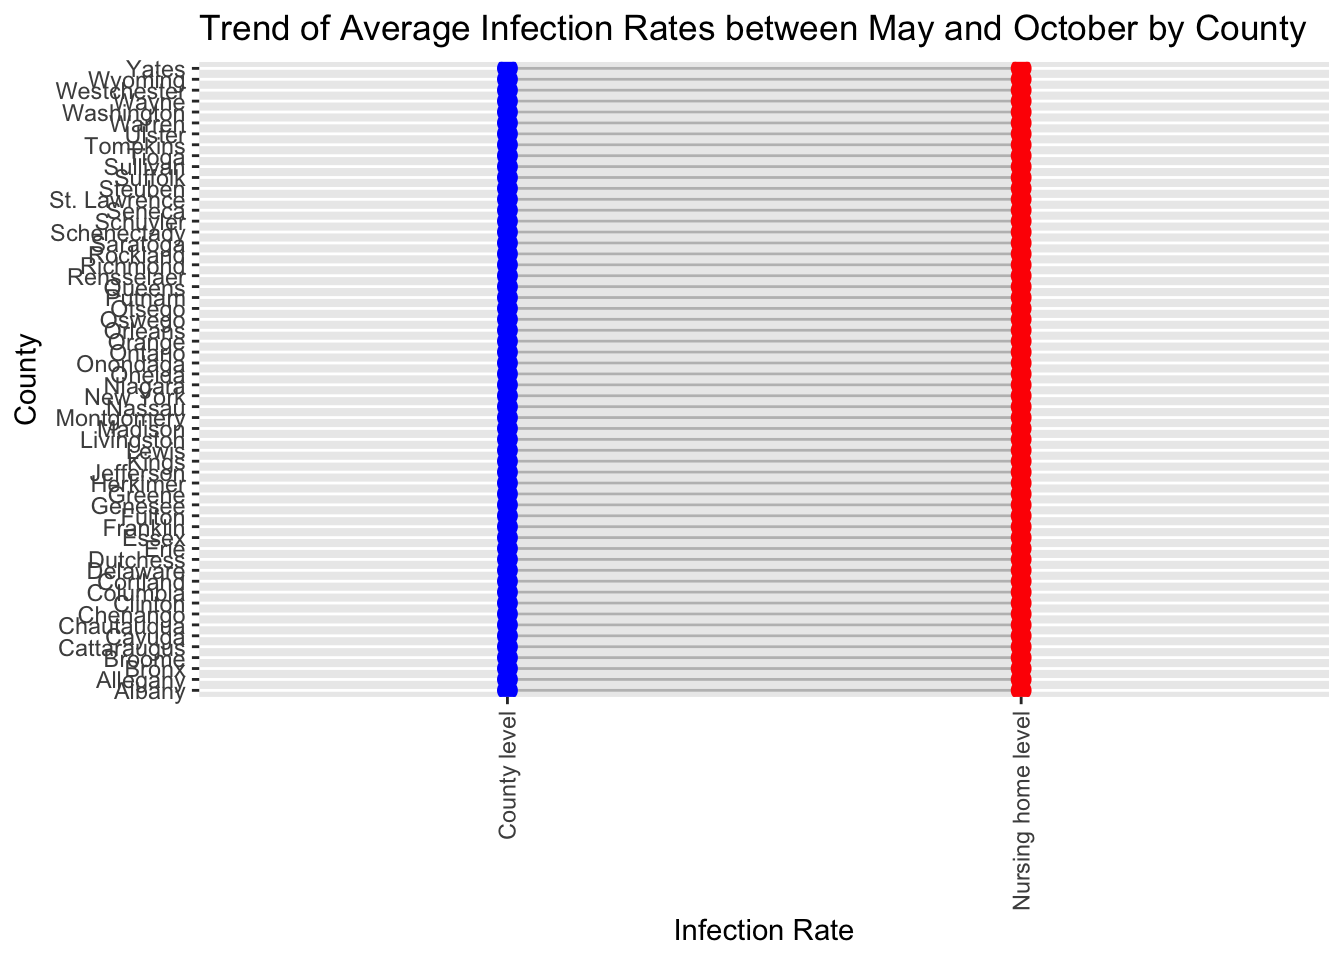 Trend of Average Infection Rates between May and October by County
Yates
Wyoming
Westchester
Wayne
Washington
Warren
Ulster
Tompkins
Tioga
Sullivan
Suffolk
Steuben
St. Lawrence
Seneca
Schuyler
Schenectady
Saratoga
Rockland
Richmond
Rensselaer
Queens
Putnam
Otsego
Oswego
Orleans
Orange
Ontario
Onondaga
Oneida
Niagara
New York
Nassau
Montgomery
Madison
Livingston
Lewis
Kings
Jefferson
Herkimer
Greene
Genesee
Fulton
Franklin
Essex
Erie
Dutchess
Delaware
Cortland
Columbia
Clinton
Chenango
Chautauqua
Cayuga
Cattaraugus
Broome
Bronx
Allegany
Albany
County
County level
Nursing home level
Infection Rate